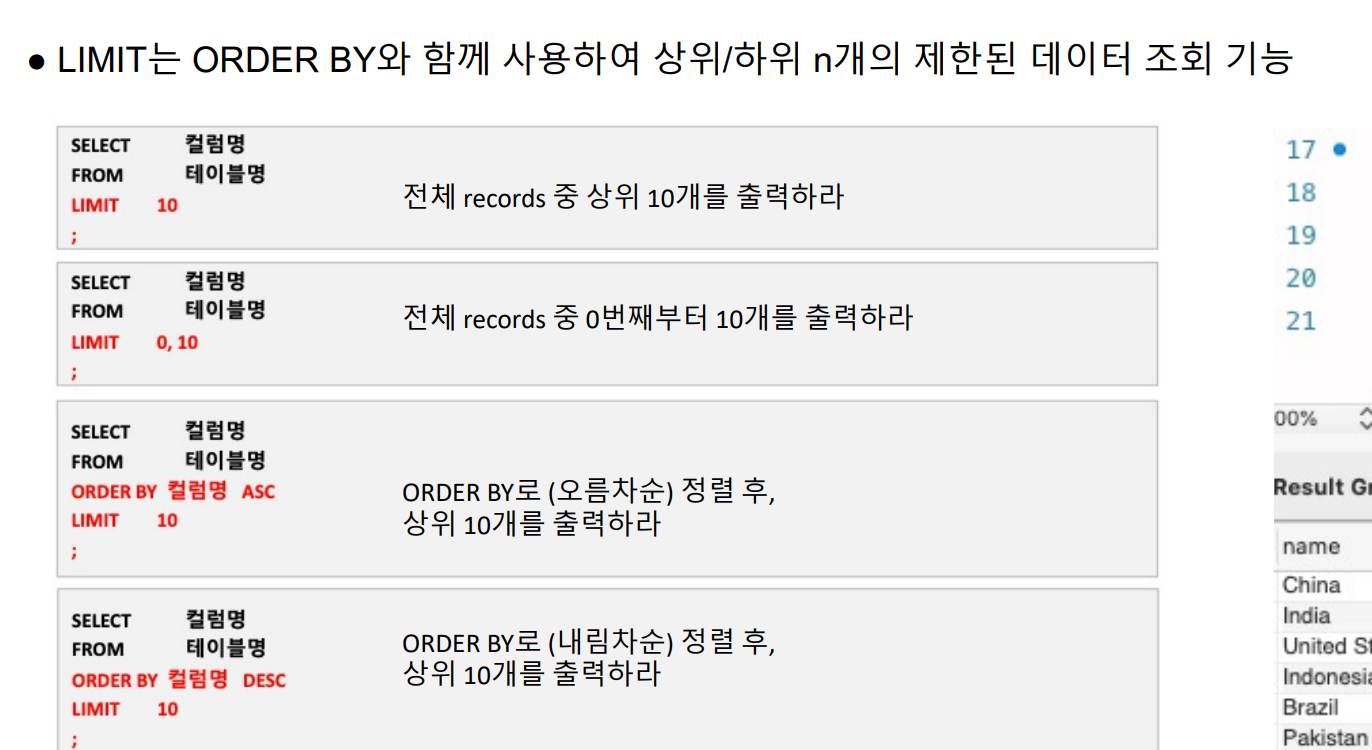 ● LIMIT는 ORDER BY와 함께 사용하여 상위/하위 n개의 제한된 데이터 조회 기능
SELECT 컬럼명
FROM 테이블명
LIMIT 10
;
전체 records 중 상위 10개를 출력하라
SELECT 컬럼명
FROM 테이블명
LIMIT 0, 10
;
전체 records 중 0번째부터 10개를 출력하라
SELECT 컬럼명
FROM 테이블명
ORDER BY 컬럼명 ASC
LIMIT 10
;
ORDER BY로 (오름차순) 정렬 후,
상위 10개를 출력하라
SELECT 컬럼명
FROM 테이블명
ORDER BY 컬럼명 DESC
LIMIT 10
;
ORDER BY로 (내림차순) 정렬 후,
상위 10개를 출력하라
17
18
19
20
21
00%
Result Gr
name
China
India
United St
Indonesia
Brazil
Pakistan